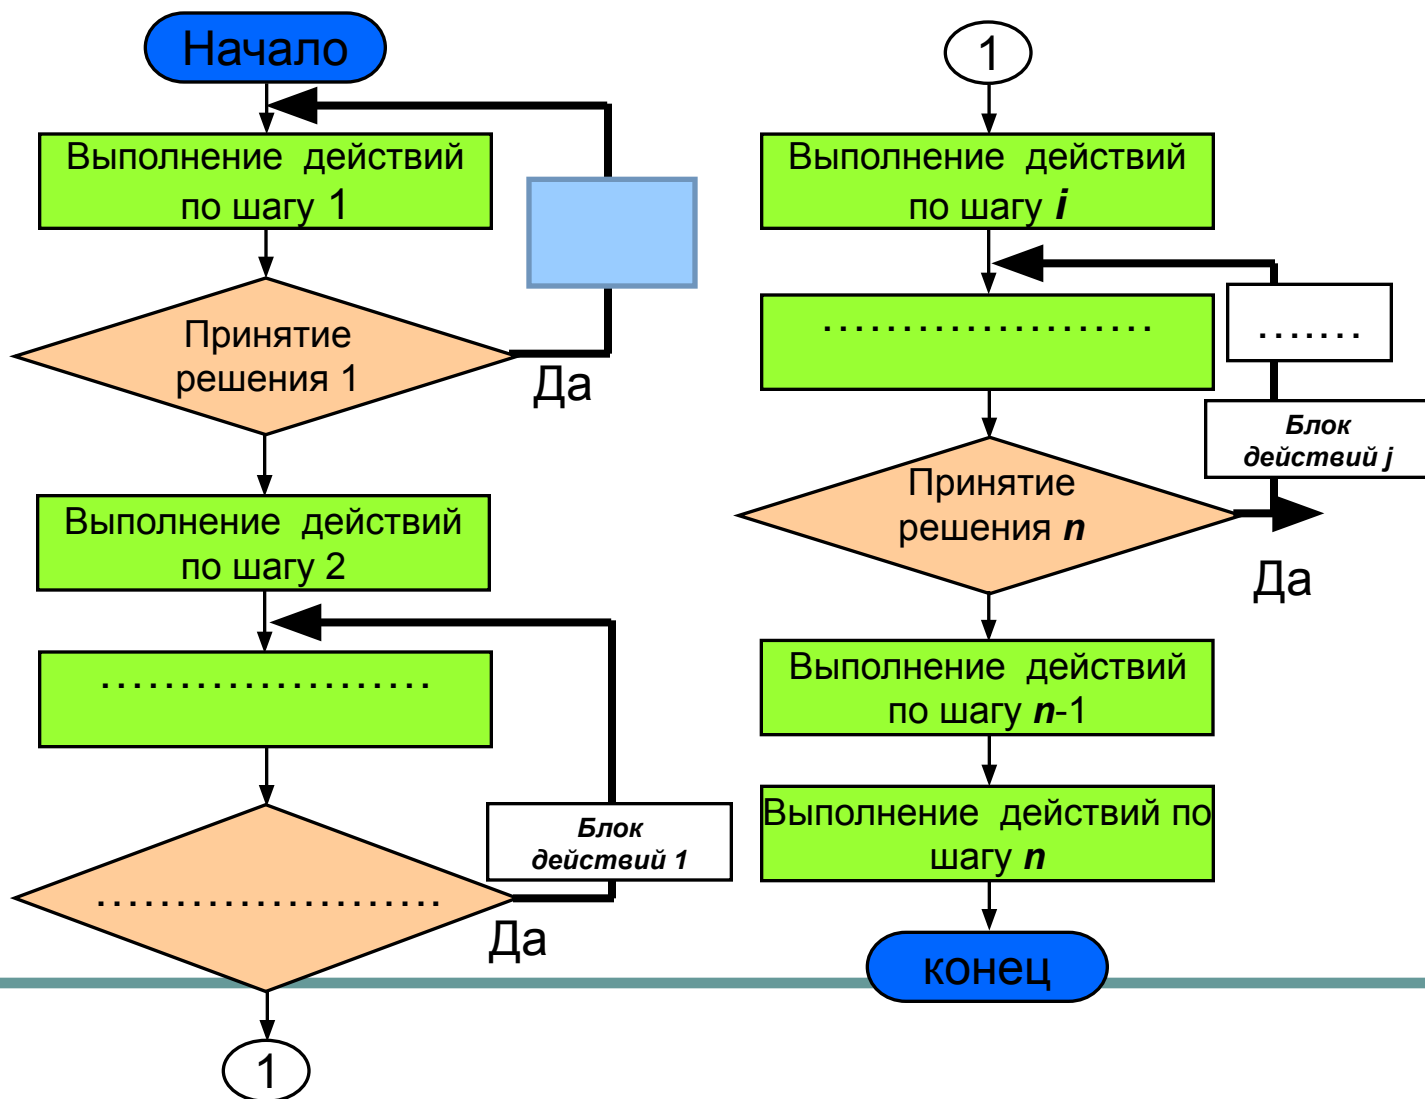 Начало
Выполнение действий
по шагу 1
Принятие
решения 1
Да
Выполнение действий
по шагу 2
......................
Блок
действий 1
.......................
Да
1
1
Выполнение действий
по шагу i
......................
.......
Блок
действий j
Принятие
решения n
Да
Выполнение действий
по шагу n-1
Выполнение действий по
шагу n
конец